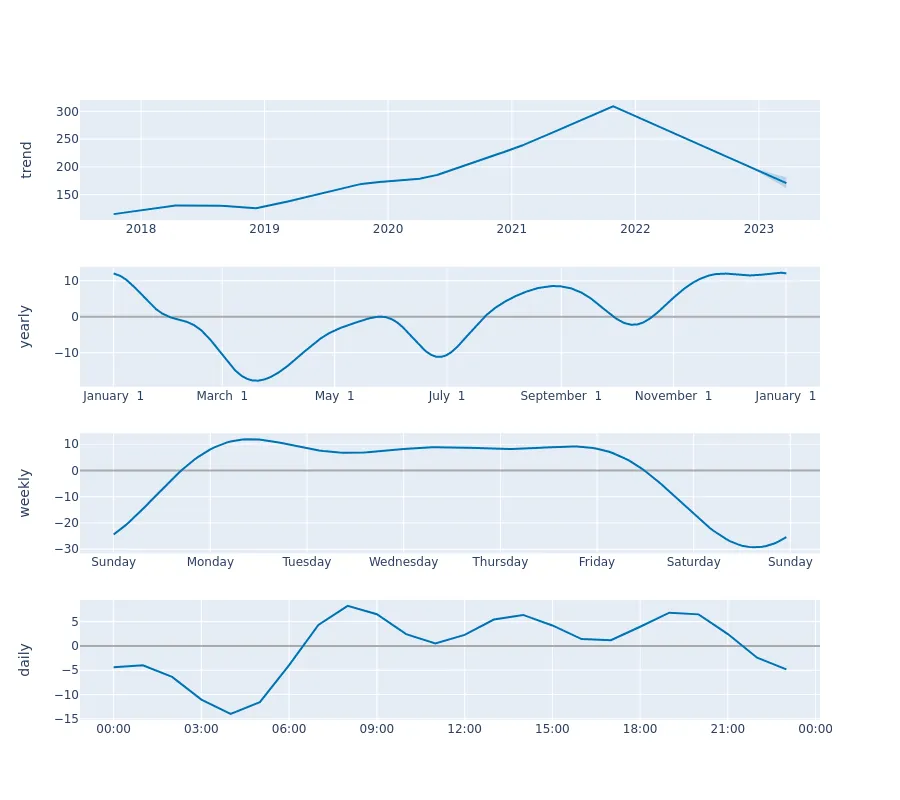 300
250
200
150
trend
2018 2019 2020 2021 2022 2023
10
0
−10
yearly
January 1 March 1 May 1 July 1 September 1 November 1 January 1
10
0
−10
−20
−30
weekly
Sunday Monday Tuesday Wednesday Thursday Friday Saturday Sunday
5
0
−5
−10
−15
daily
00:00 03:00 06:00 09:00 12:00 15:00 18:00 21:00 00:00